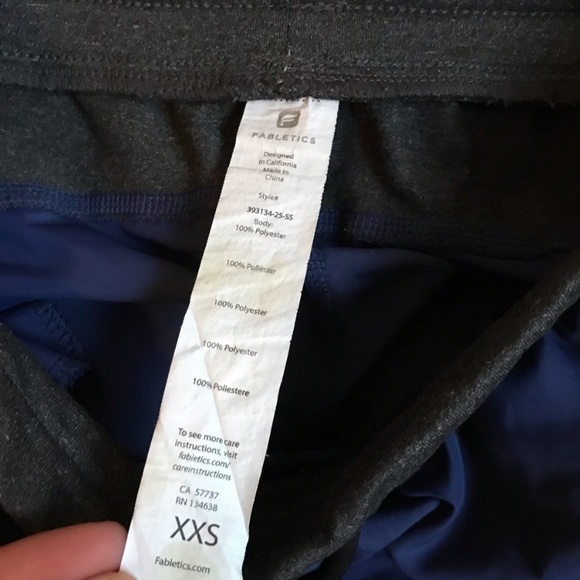 FABLETICS
Designed
In California
Made In
China
Style#
393134-25-SS
Body:
100% Polyester
100% Poliéster
100% Polyester
100% Polyester
100% Poliestere
To see more care
instructions, visit
fabletics.com/
careinstructions
CA 57737
RN 134638
XXS
Fabletics.com